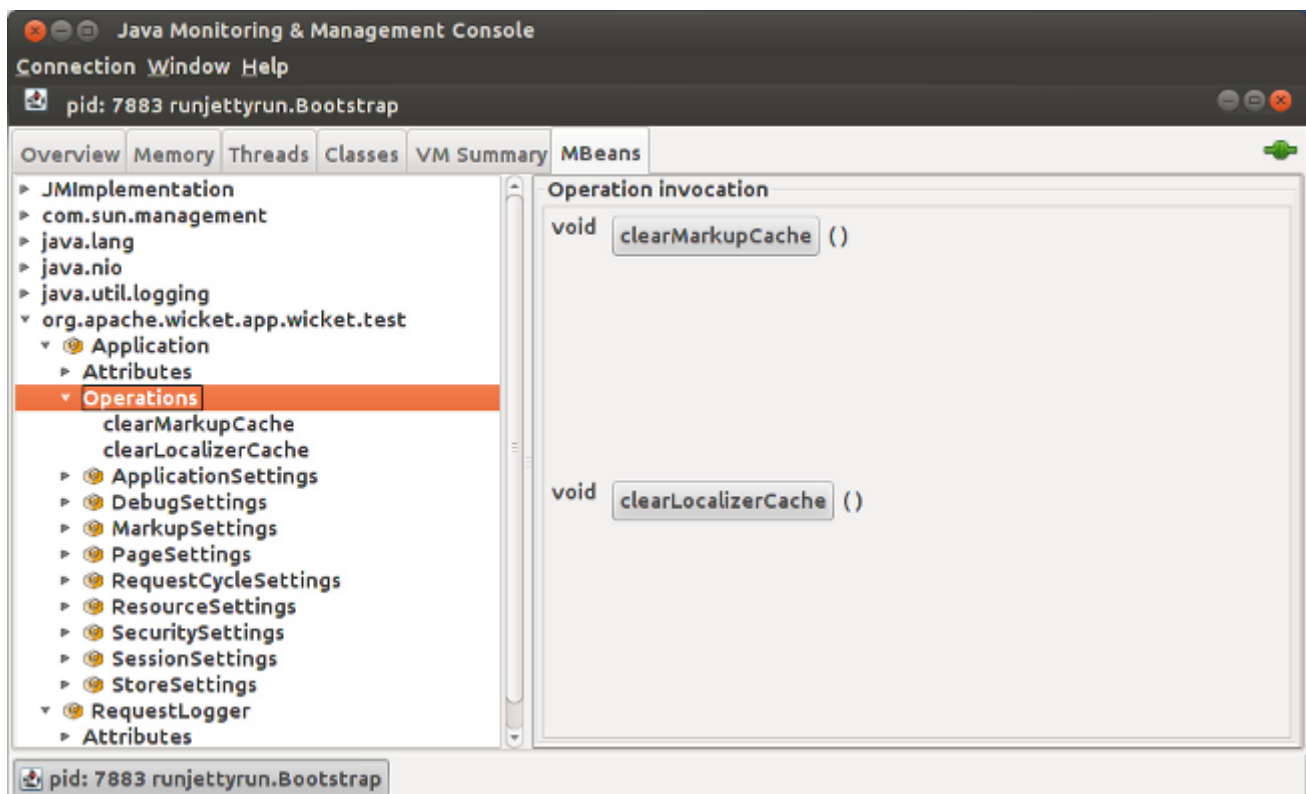 Java Monitoring & Management Console
Connection Window Help
pid: 7883 runjettyrun.Bootstrap
Overview Memory Threads Classes VM Summary MBeans
JMImplementation
com.sun.management
java.lang
java.nio
java.util.logging
org.apache.wicket.app.wicket.test
Application
Attributes
Operations
clearMarkupCache
clearLocalizerCache
ApplicationSettings
DebugSettings
MarkupSettings
PageSettings
RequestCycleSettings
ResourceSettings
SecuritySettings
SessionSettings
StoreSettings
RequestLogger
Attributes
Operation invocation
void clearMarkupCache ()
void clearLocalizerCache ()
pid: 7883 runjettyrun.Bootstrap